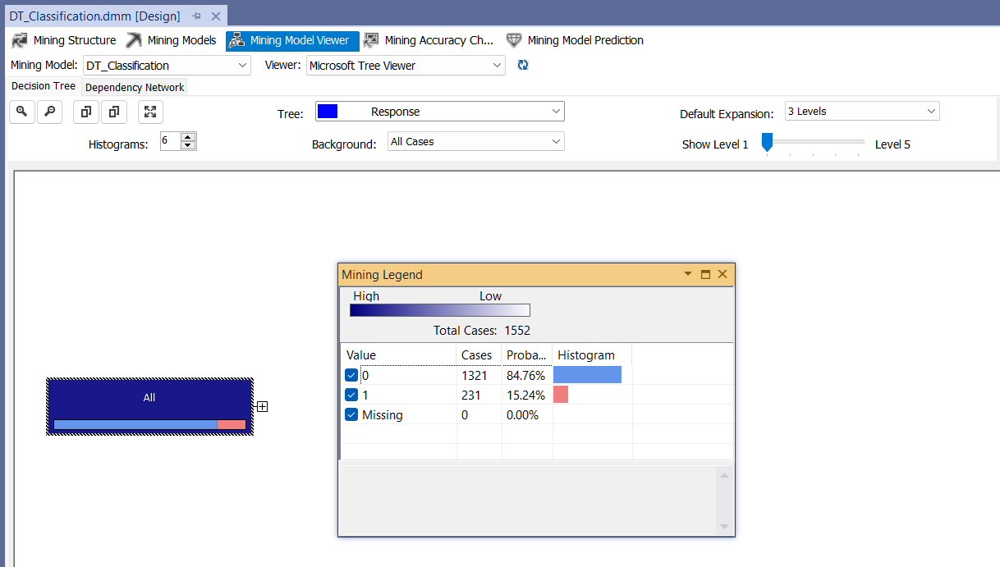 DT_Classification.dmm [Design]
Mining Structure Mining Models Mining Model Viewer Mining Accuracy Ch... Mining Model Prediction
Mining Model: DT_Classification Viewer: Microsoft Tree Viewer
Decision Tree Dependency Network
Tree: Response Default Expansion: 3 Levels
Histograms: 6 Background: All Cases Show Level 1 Level 5
Mining Legend
High Low
Total Cases: 1552
Value Cases Proba... Histogram
0 1321 84.76%
1 231 15.24%
Missing 0 0.00%
All